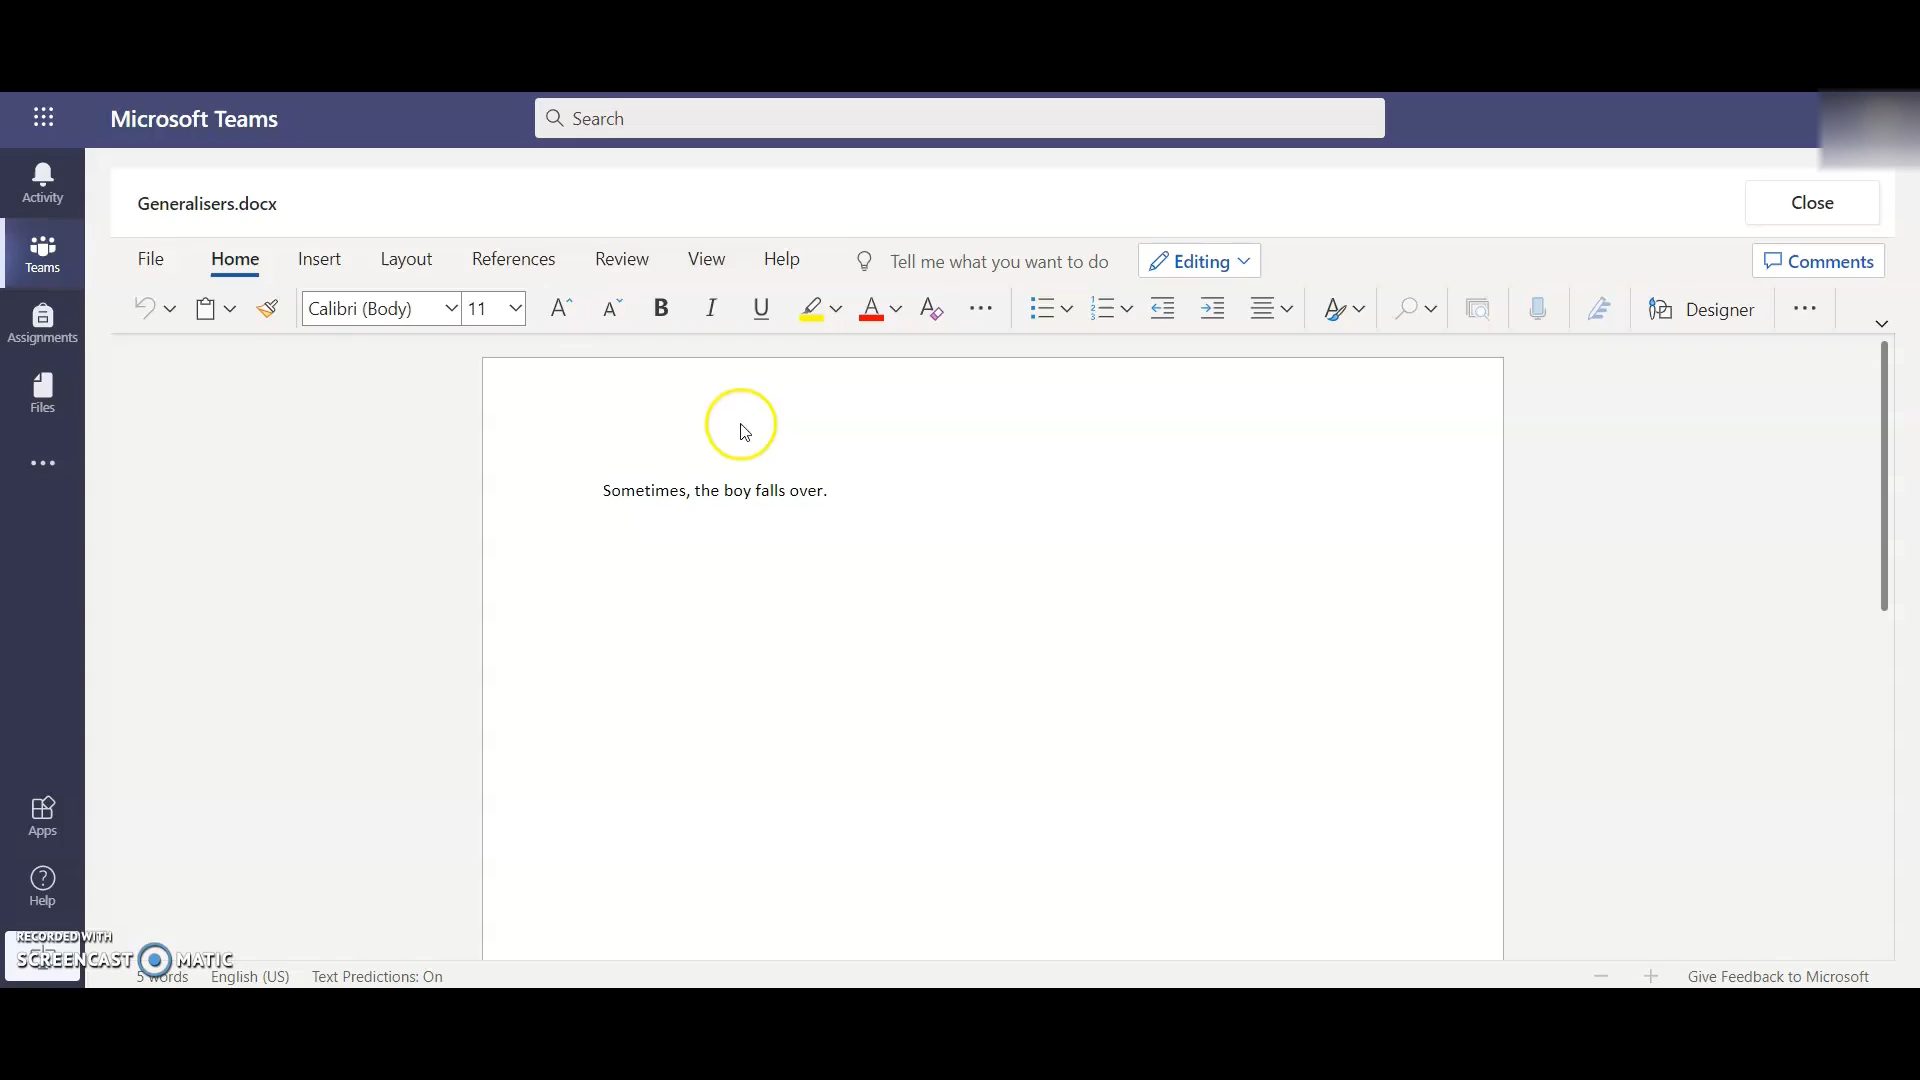 Microsoft Teams
Search
Activity
Teams
Assignments
Files
Apps
Help
Generalisers.docx
Close
File Home Insert Layout References Review View Help Tell me what you want to do Editing Comments
Calibri (Body) 11 Designer
Sometimes, the boy falls over.
RECORDED WITH
SCREENCAST MATIC
5 words English (US) Text Predictions: On Give Feedback to Microsoft